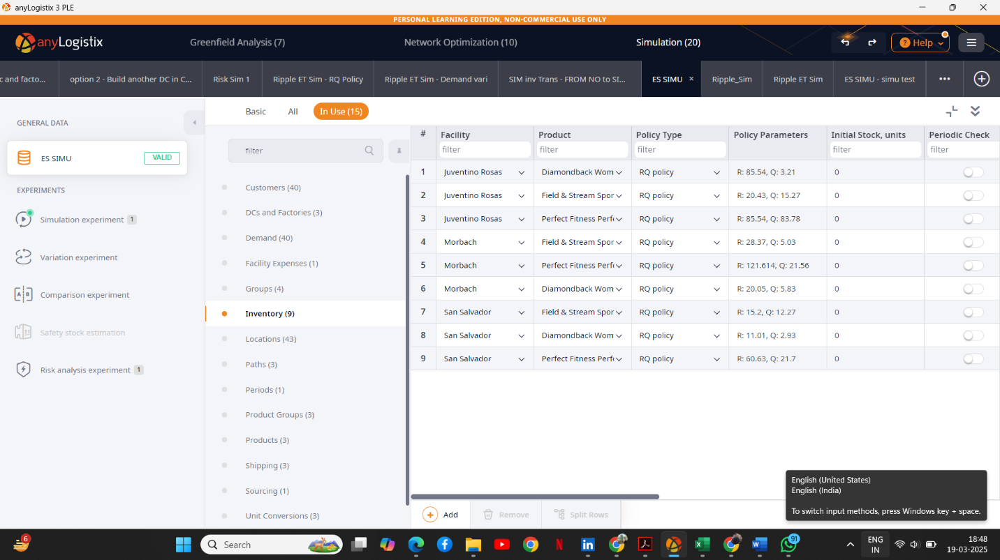 anyLogistix 3 PLE
PERSONAL LEARNING EDITION, NON-COMMERCIAL USE ONLY
anyLogistix
Greenfield Analysis (7)
Network Optimization (10)
Simulation (20)
? Help
c and facto...
option 2 - Build another DC in C...
Risk Sim 1
Ripple ET Sim - RQ Policy
Ripple ET Sim - Demand vari
SIM inv Trans - FROM NO to SI...
ES SIMU ×
Ripple_Sim
Ripple ET Sim
ES SIMU - simu test
•••
GENERAL DATA
ES SIMU
VALID
EXPERIMENTS
Simulation experiment 1
Variation experiment
A B Comparison experiment
Safety stock estimation
Risk analysis experiment 1
Basic
All
In Use (15)
filter
Customers (40)
DCs and Factories (3)
Demand (40)
Facility Expenses (1)
Groups (4)
Inventory (9)
Locations (43)
Paths (3)
Periods (1)
Product Groups (3)
Products (3)
Shipping (3)
Sourcing (1)
Unit Conversions (3)
# Facility Product Policy Type Policy Parameters Initial Stock, units Periodic Check
filter filter filter filter filter
1 Juventino Rosas Diamondback Wom RQ policy R: 85.54, Q: 3.21 0
2 Juventino Rosas Field & Stream Spor RQ policy R: 20.43, Q: 15.27 0
3 Juventino Rosas Perfect Fitness Perfe RQ policy R: 85.54, Q: 83.78 0
4 Morbach Field & Stream Spor RQ policy R: 28.37, Q: 5.03 0
5 Morbach Perfect Fitness Perfe RQ policy R: 121.614, Q: 21.56 0
6 Morbach Diamondback Wom RQ policy R: 20.05, Q: 5.83 0
7 San Salvador Field & Stream Spor RQ policy R: 15.2, Q: 12.27 0
8 San Salvador Diamondback Wom RQ policy R: 11.01, Q: 2.93 0
9 San Salvador Perfect Fitness Perfe RQ policy R: 60.63, Q: 21.7 0
Add
Remove
Split Rows
English (United States)
English (India)
To switch input methods, press Windows key + space.
6
Search
91
ENG
IN
18:48
19-03-2025